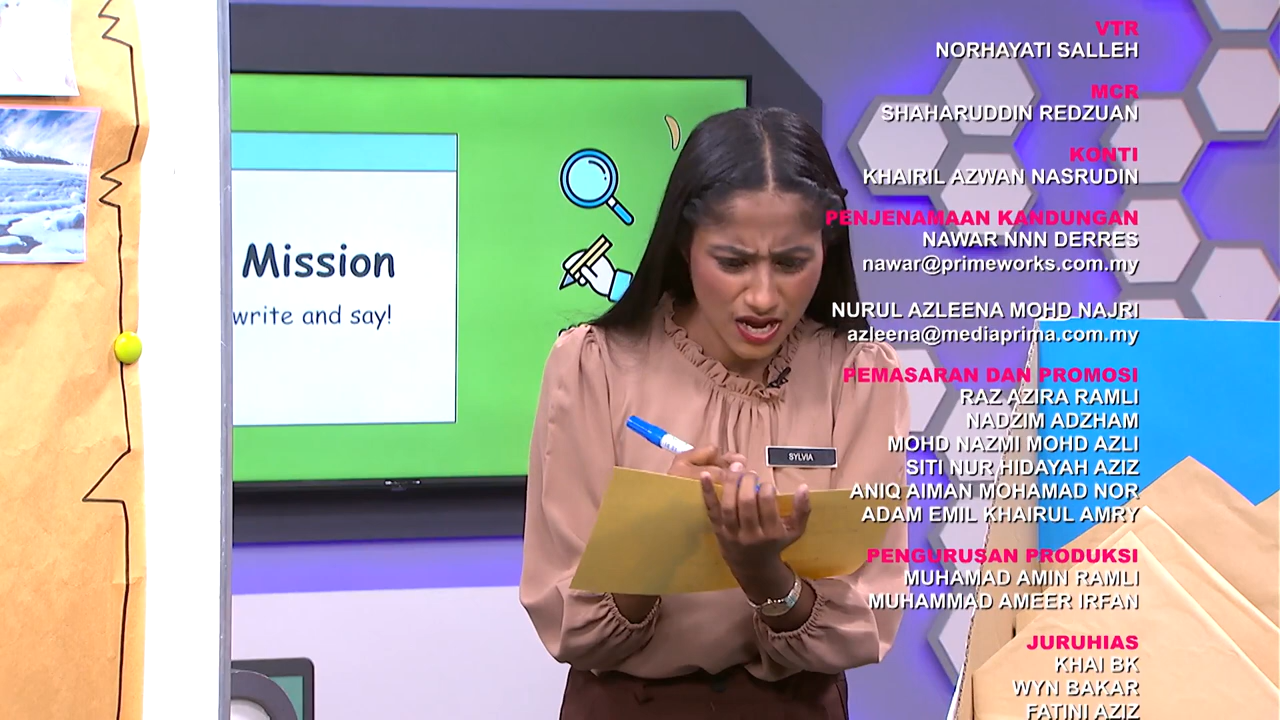 Mission
write and say!
SYLVIA
VTR
NORHAYATI SALLEH
MCR
SHAHARUDDIN REDZUAN
KONTI
KHAIRIL AZWAN NASRUDIN
PENJENAMAAN KANDUNGAN
NAWAR NNN DERRES
nawar@primeworks.com.my
NURUL AZLEENA MOHD NAJRI
azleena@mediaprima.com.my
PEMASARAN DAN PROMOSI
RAZ AZIRA RAMLI
NADZIM ADZHAM
MOHD NAZMI MOHD AZLI
SITI NUR HIDAYAH AZIZ
ANIQ AIMAN MOHAMAD NOR
ADAM EMIL KHAIRUL AMRY
PENGURUSAN PRODUKSI
MUHAMAD AMIN RAMLI
MUHAMMAD AMEER IRFAN
JURUHIAS
KHAI BK
WYN BAKAR
FATINI AZIZ